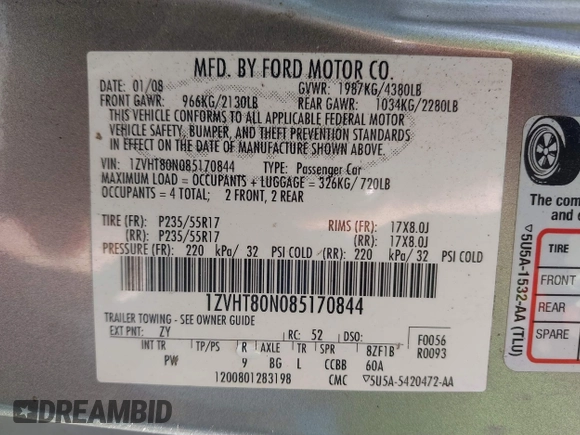 MFD. BY FORD MOTOR CO.
DATE: 01/08 GVWR: 1987KG/4380LB
FRONT GAWR: 966KG/2130LB REAR GAWR: 1034KG/2280LB
THIS VEHICLE CONFORMS TO ALL APPLICABLE FEDERAL MOTOR
VEHICLE SAFETY, BUMPER, AND THEFT PREVENTION STANDARDS
IN EFFECT ON THE DATE OF MANUFACTURE SHOWN ABOVE.
VIN: 1ZVHT80N085170844 TYPE: Passenger Car
MAXIMUM LOAD = OCCUPANTS + LUGGAGE = 326KG/720LB
OCCUPANTS = 4 TOTAL; 2 FRONT, 2 REAR
TIRE (FR): P235/55R17 RIMS (FR): 17X8.0J
(R): P235/55R17 (R): 17X8.0J
PRESSURE (FR): 220 kPa/ 32 PSI COLD (R): 220 kPa/ 32 PSI COLD
1ZVHT80N085170844
TRAILER TOWING - SEE OWNER GUIDE
EXT PNT: ZY RC: 52 DSO: F0056
INT TR TP/PS R AXLE TR SPR BZF1B R0093
PW 9 BG L CCBB 60A
1200801283198 CMC ▽5U5A-5420472-AA
The com
and e
TIRE
FRONT
REAR
SPARE
▽5U5A-1532-AA (TLU)
DREAMBID